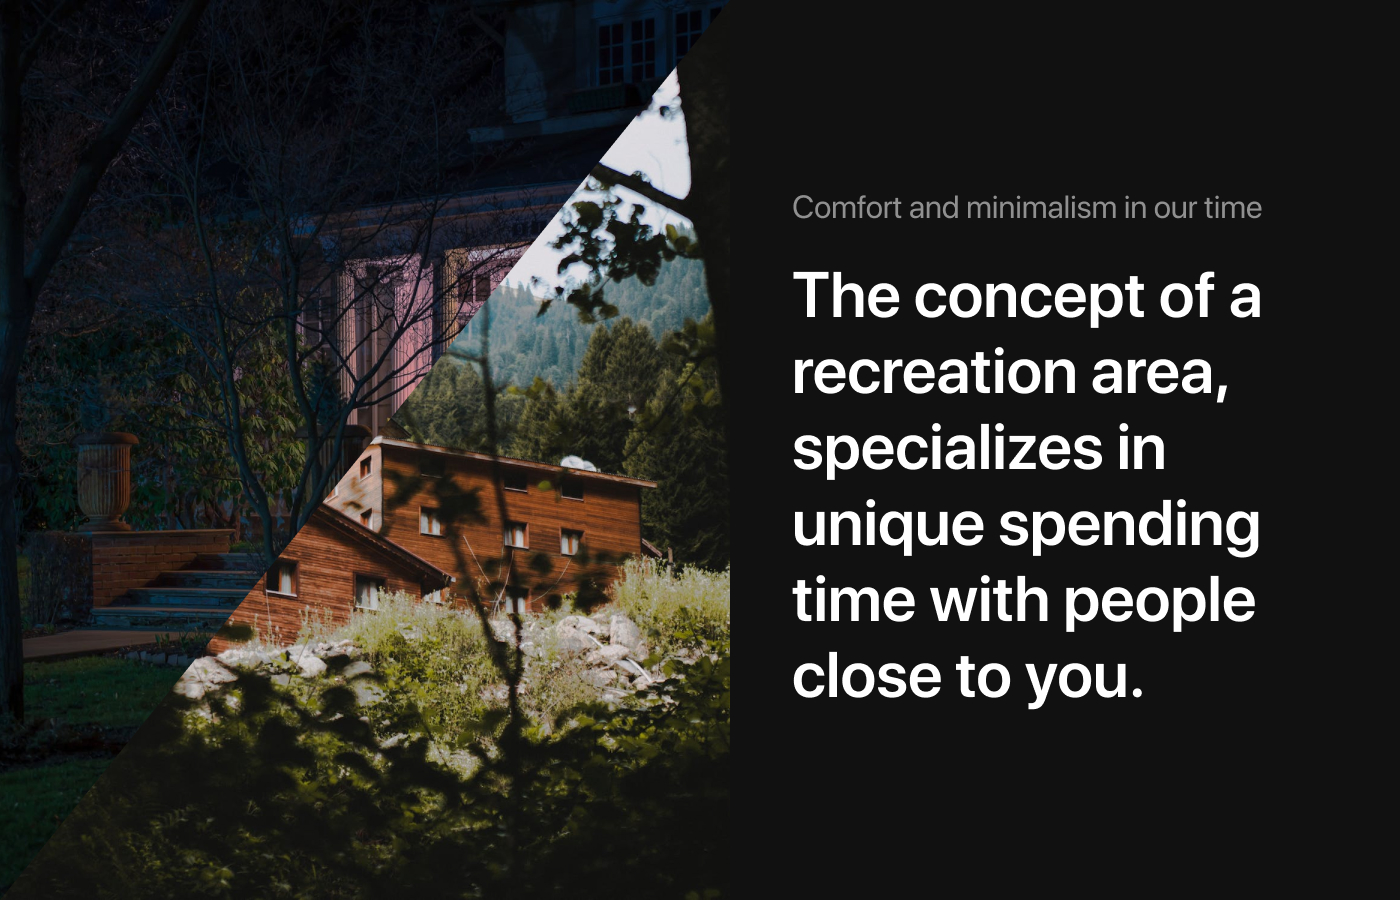 Comfort and minimalism in our time
The concept of a
recreation area,
specializes in
unique spending
time with people
close to you.